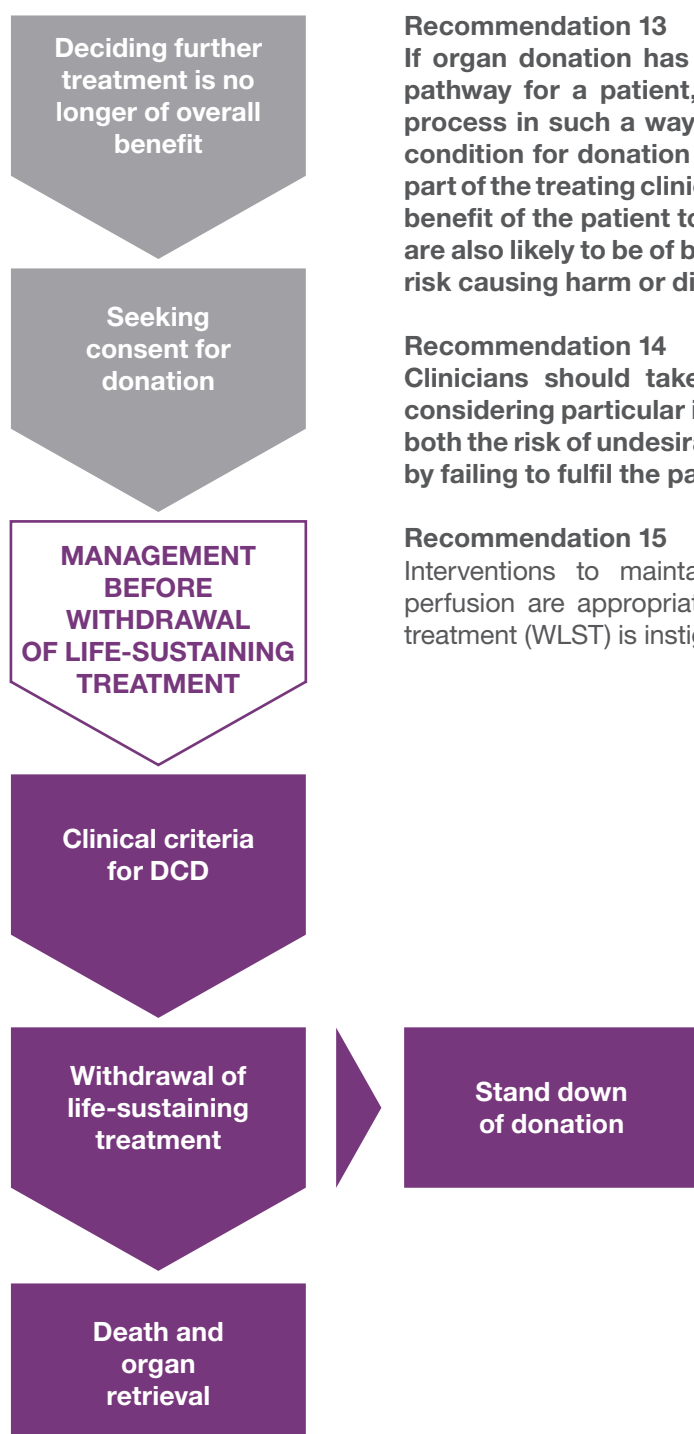 Deciding further
treatment is no
longer of overall
benefit
Seeking
consent for
donation
MANAGEMENT
BEFORE
WITHDRAWAL
OF LIFE-SUSTAINING
TREATMENT
Clinical criteria
for DCD
Withdrawal of
life-sustaining
treatment
Stand down
of donation
Death and
organ
retrieval
Recommendation 13
If organ donation has
pathway for a patient,
process in such a way
condition for donation
part of the treating clini
benefit of the patient to
are also likely to be of b
risk causing harm or di
Recommendation 14
Clinicians should take
considering particular i
both the risk of undesira
by failing to fulfil the pa
Recommendation 15
Interventions to mainta
perfusion are appropriat
treatment (WLST) is instig